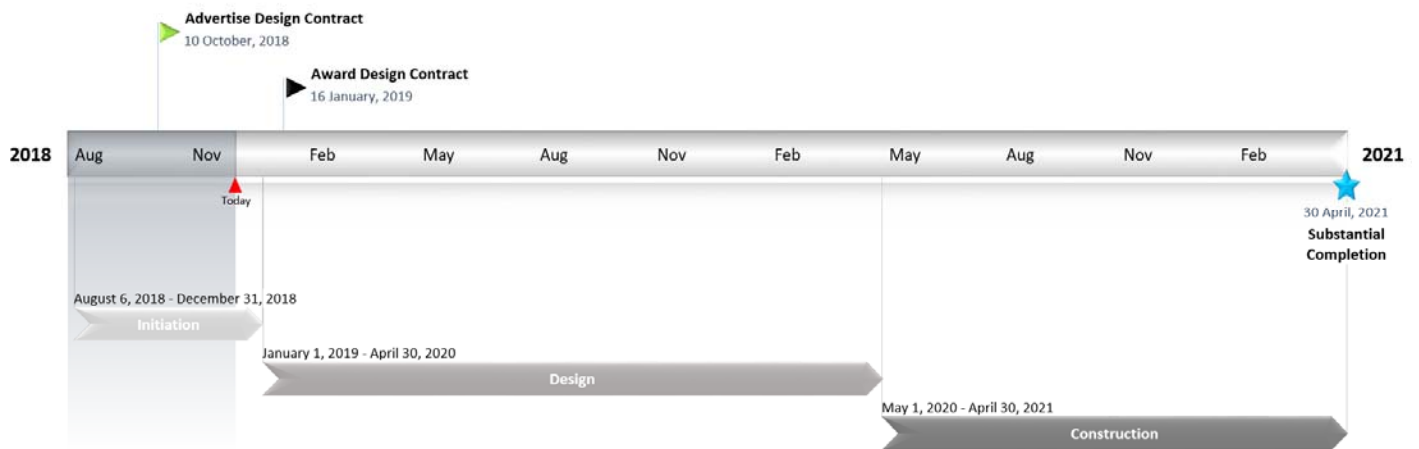 Advertise Design Contract
10 October, 2018
Award Design Contract
16 January, 2019
2018 Aug Nov Feb May Aug Nov Feb May Aug Nov Feb 2021
Today
30 April, 2021
Substantial
Completion
August 6, 2018 - December 31, 2018
Initiation
January 1, 2019 - April 30, 2020
Design
May 1, 2020 - April 30, 2021
Construction